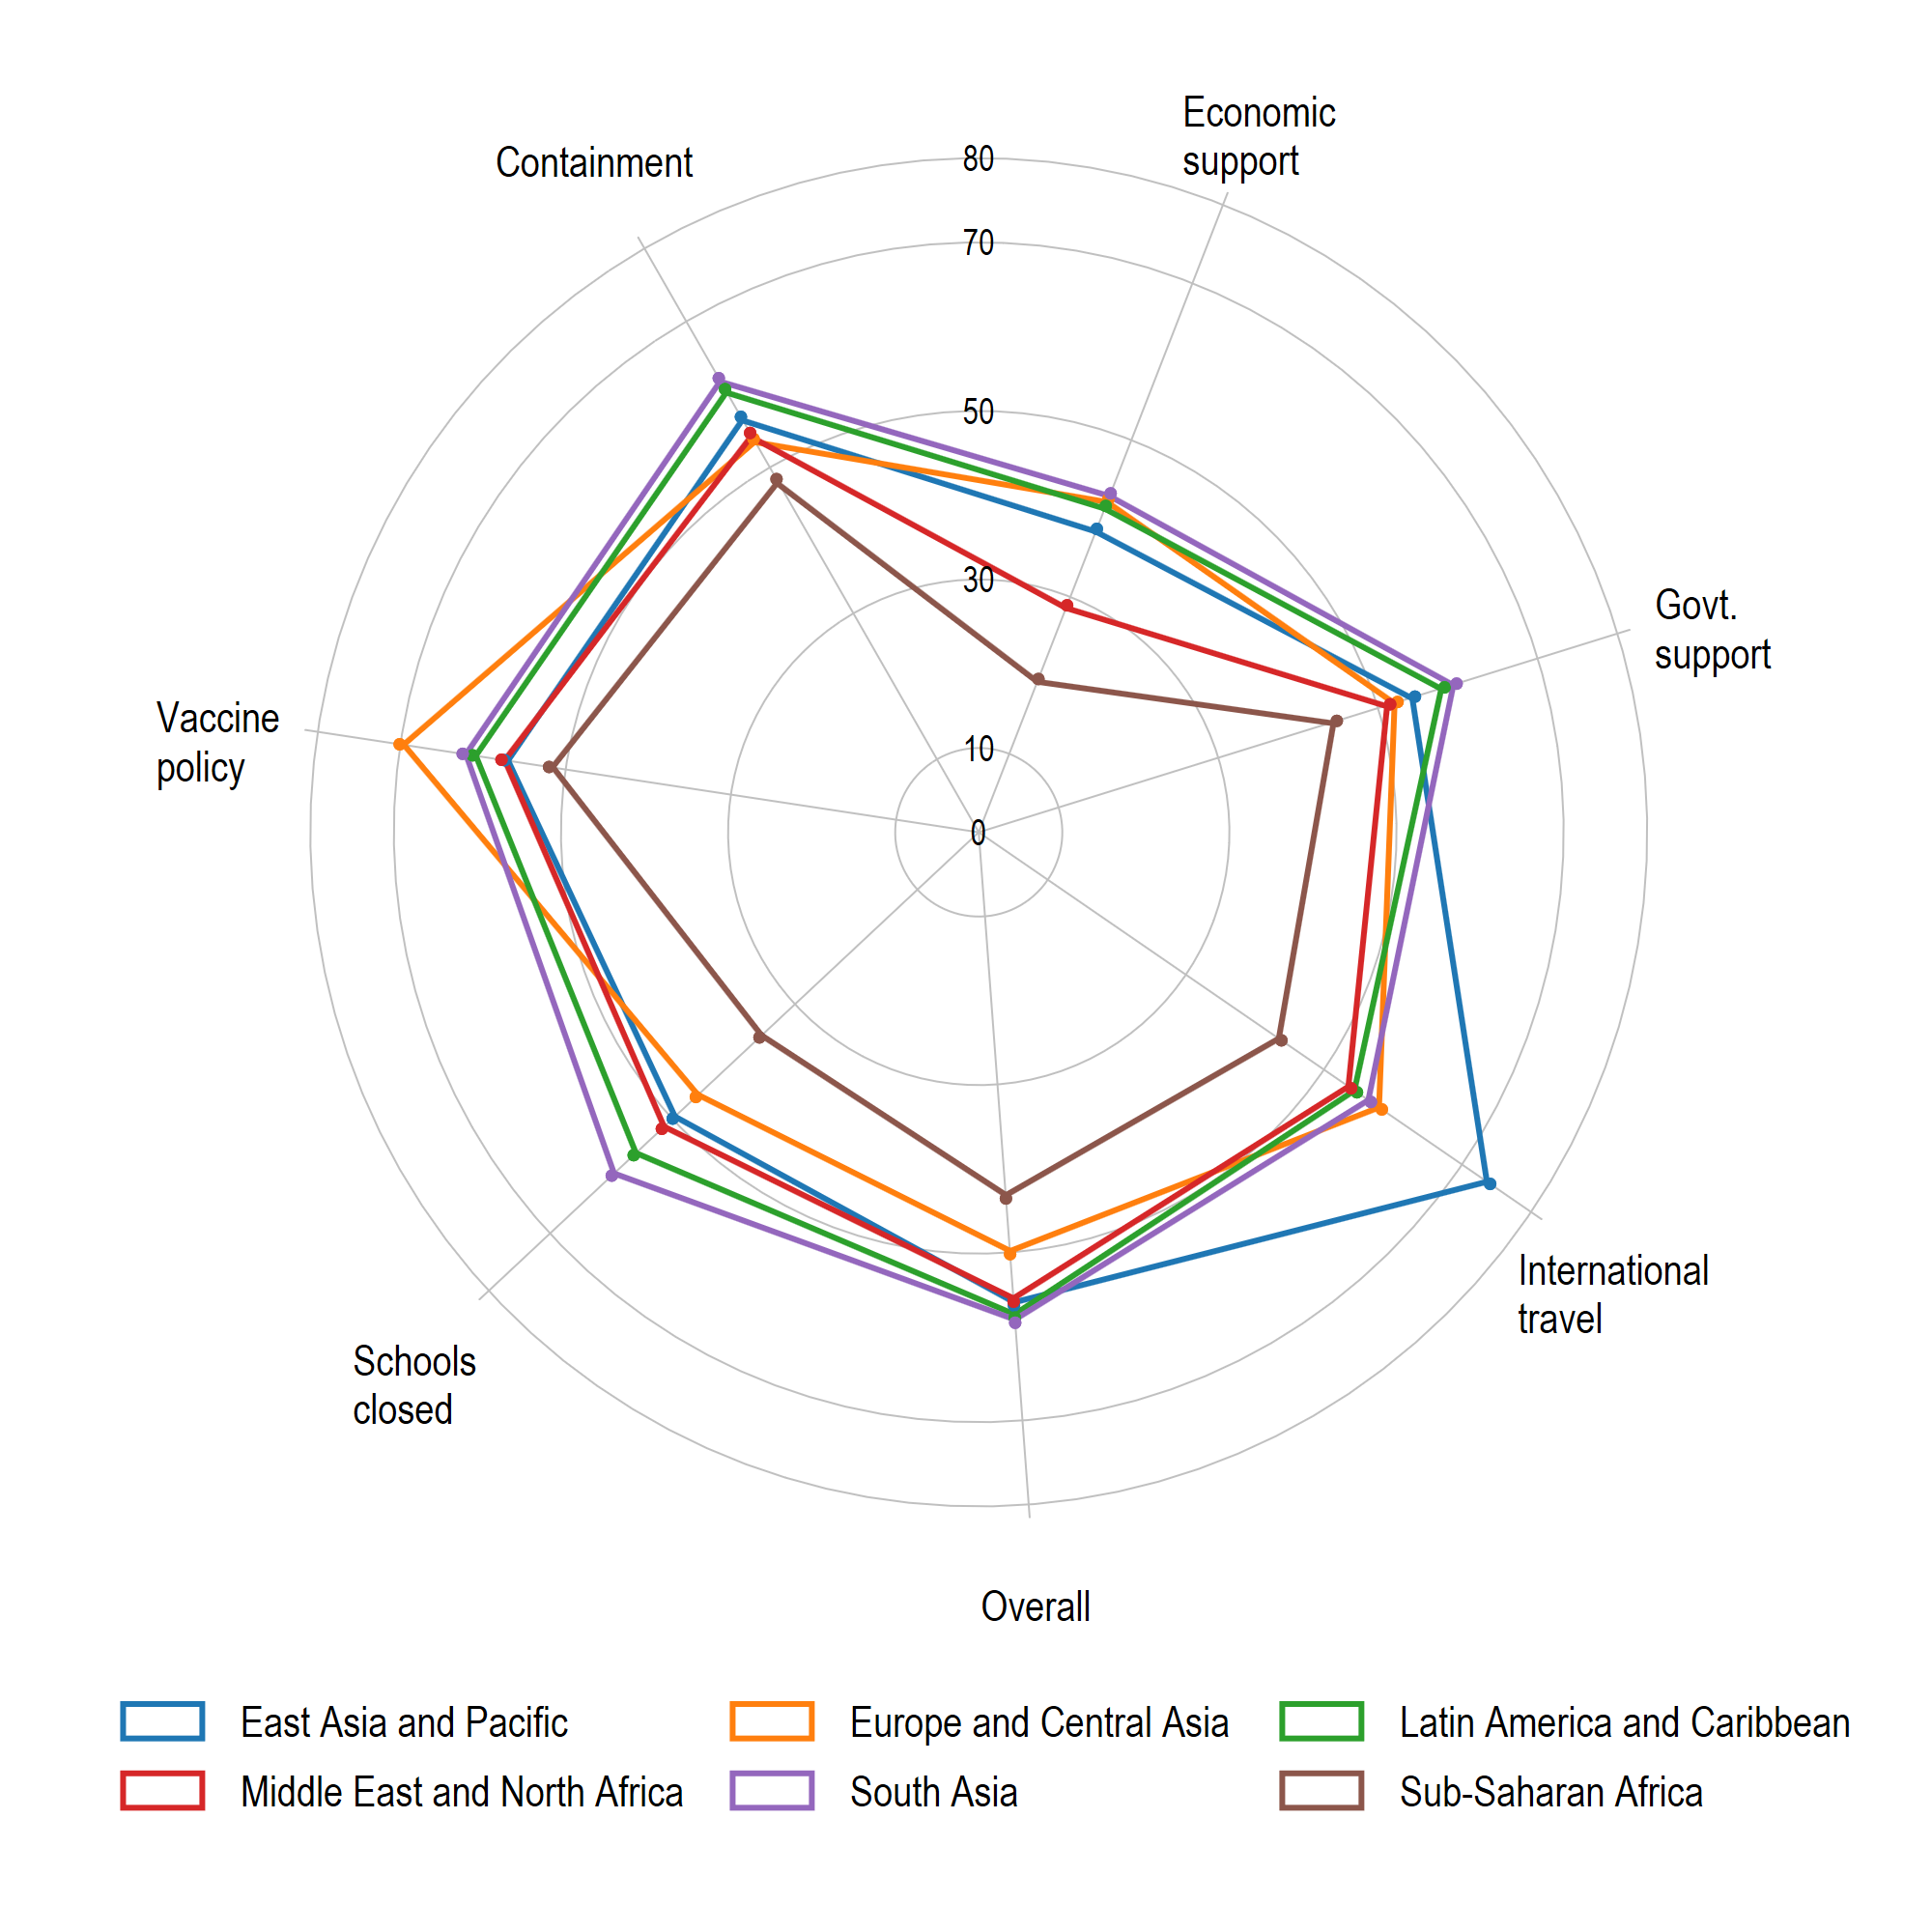 Economic
support
Containment
80
70
50
30
10
0
Govt.
support
Vaccine
policy
International
travel
Schools
closed
Overall
East Asia and Pacific
Europe and Central Asia
Latin America and Caribbean
Middle East and North Africa
South Asia
Sub-Saharan Africa